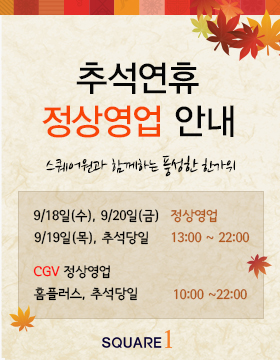 추석연휴
정상영업 안내
스퀘어원과 함께하는 풍성한 한가위
9/18일(수), 9/20일(금) 정상영업
9/19일(목), 추석당일 13:00 ~ 22:00
CGV 정상영업
홈플러스, 추석당일 10:00 ~22:00
SQUARE1